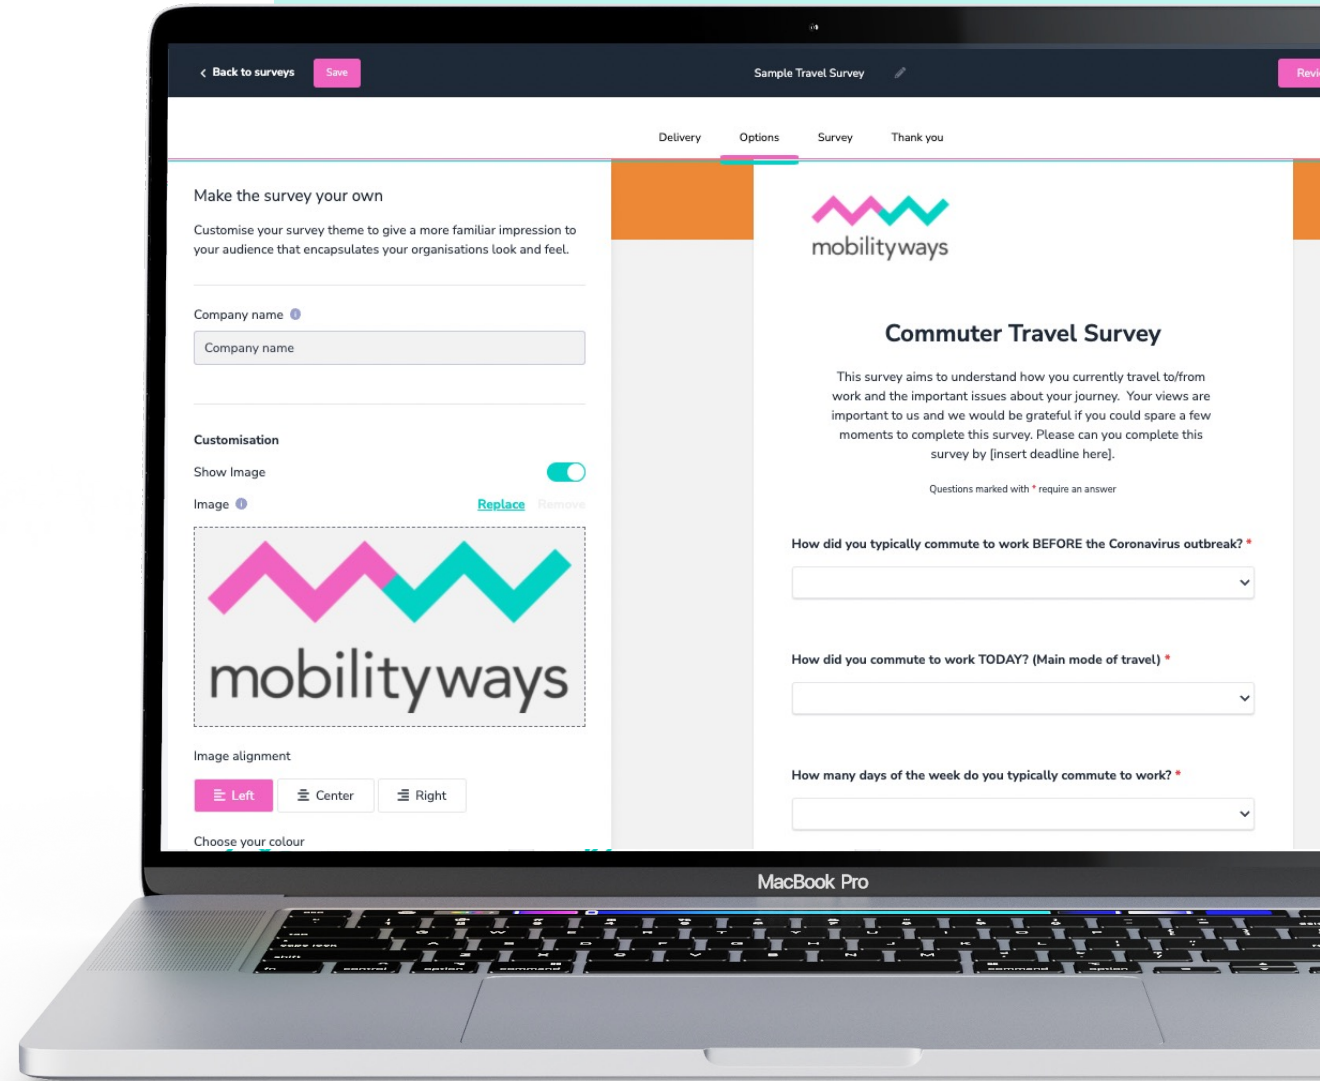 Back to surveys
Save
Sample Travel Survey
Delivery
Options
Survey
Thank you
Make the survey your own
Customise your survey theme to give a more familiar impression to
your audience that encapsulates your organisations look and feel.
Company name
Company name
Customisation
Show Image
Image
Replace
Remove
mobilityways
Image alignment
Left
Center
Right
Choose your colour
mobilityways
Commuter Travel Survey
This survey aims to understand how you currently travel to/from
work and the important issues about your journey. Your views are
important to us and we would be grateful if you could spare a few
moments to complete this survey. Please can you complete this
survey by [insert deadline here].
Questions marked with * require an answer
How did you typically commute to work BEFORE the Coronavirus outbreak? *
How did you commute to work TODAY? (Main mode of travel) *
How many days of the week do you typically commute to work? *
MacBook Pro
fn
control
option
command
command
option